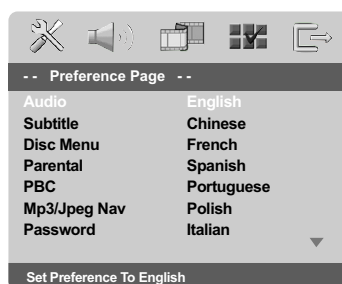 -- Preference Page --
Audio English
Subtitle Chinese
Disc Menu French
Parental Spanish
PBC Portuguese
Mp3/Jpeg Nav Polish
Password Italian
Set Preference To English